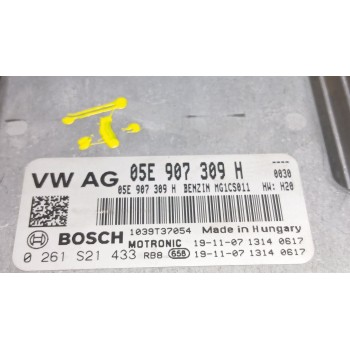 VW AG 05E 907 309 H ----
05E 907 309 H BENZIN MG1CS011 HW: H20 0030
BOSCH 1039T37054 Made in Hungary
MOTRONIC 19-11-07 1314 0617
0 261 S21 433 RBB 658 19-11-07 1314 0617